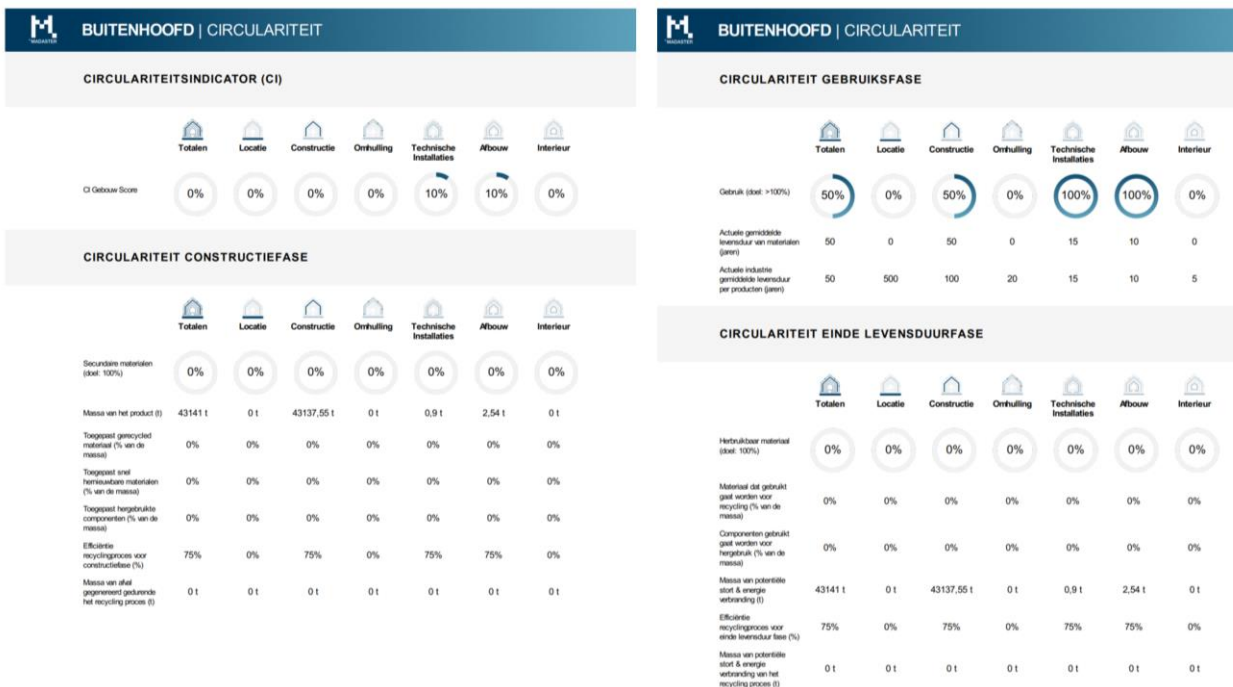 MADASTER
BUITENHOOFD | CIRCULARITEIT
CIRCULARITEITSINDICATOR (CI)
Totalen Locatie Constructie Omhulling Technische Installaties Afbouw Interieur
CI Gebouw Score 0% 0% 0% 0% 10% 10% 0%
CIRCULARITEIT CONSTRUCTIEFASE
Totalen Locatie Constructie Omhulling Technische Installaties Afbouw Interieur
Secundaire materialen (doel: 100%) 0% 0% 0% 0% 0% 0% 0%
Massa van het product (t) 43141 t 0 t 43137,55 t 0 t 0,9 t 2,54 t 0 t
Toegepast gerecycled materiaal (% van de massa) 0% 0% 0% 0% 0% 0% 0%
Toegepast snel hernieuwbare materialen (% van de massa) 0% 0% 0% 0% 0% 0% 0%
Toegepast hergebruikte componenten (% van de massa) 0% 0% 0% 0% 0% 0% 0%
Efficiëntie recyclingproces voor constructiefase (%) 75% 0% 75% 0% 75% 75% 0%
Massa van afval gegenereerd gedurende het recycling proces (t) 0 t 0 t 0 t 0 t 0 t 0 t 0 t
MADASTER
BUITENHOOFD | CIRCULARITEIT
CIRCULARITEIT GEBRUIKSFASE
Totalen Locatie Constructie Omhulling Technische Installaties Afbouw Interieur
Gebruik (doel: >100%) 50% 0% 50% 0% 100% 100% 0%
Actuele gemiddelde levensduur van materialen (jaren) 50 0 50 0 15 10 0
Actuele industrie gemiddelde levensduur per producten (jaren) 50 500 100 20 15 10 5
CIRCULARITEIT EINDE LEVENSDUURFASE
Totalen Locatie Constructie Omhulling Technische Installaties Afbouw Interieur
Herbruikbaar materiaal (doel: 100%) 0% 0% 0% 0% 0% 0% 0%
Materiaal dat gebruikt gaat worden voor recycling (% van de massa) 0% 0% 0% 0% 0% 0% 0%
Componenten gebruikt gaat worden voor hergebruik (% van de massa) 0% 0% 0% 0% 0% 0% 0%
Massa van potentiële stort & energie verbranding (t) 43141 t 0 t 43137,55 t 0 t 0,9 t 2,54 t 0 t
Efficiëntie recyclingproces voor einde levensduur fase (%) 75% 0% 75% 0% 75% 75% 0%
Massa van potentiële stort & energie verbranding van het recycling proces (t) 0 t 0 t 0 t 0 t 0 t 0 t 0 t